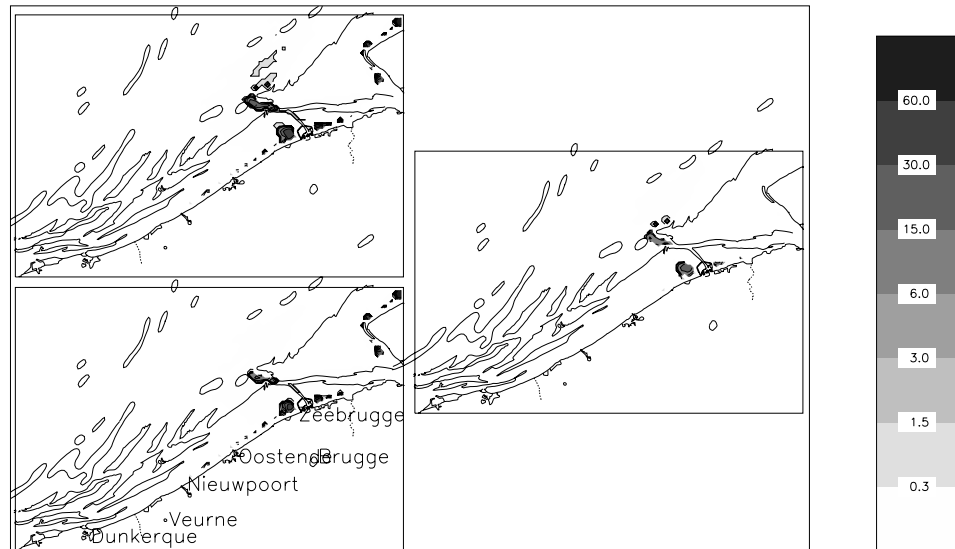 60.0
30.0
15.0
6.0
3.0
1.5
0.3
Zeebrugge
Oostende
Brugge
Nieuwpoort
Veurne
Dunkerque